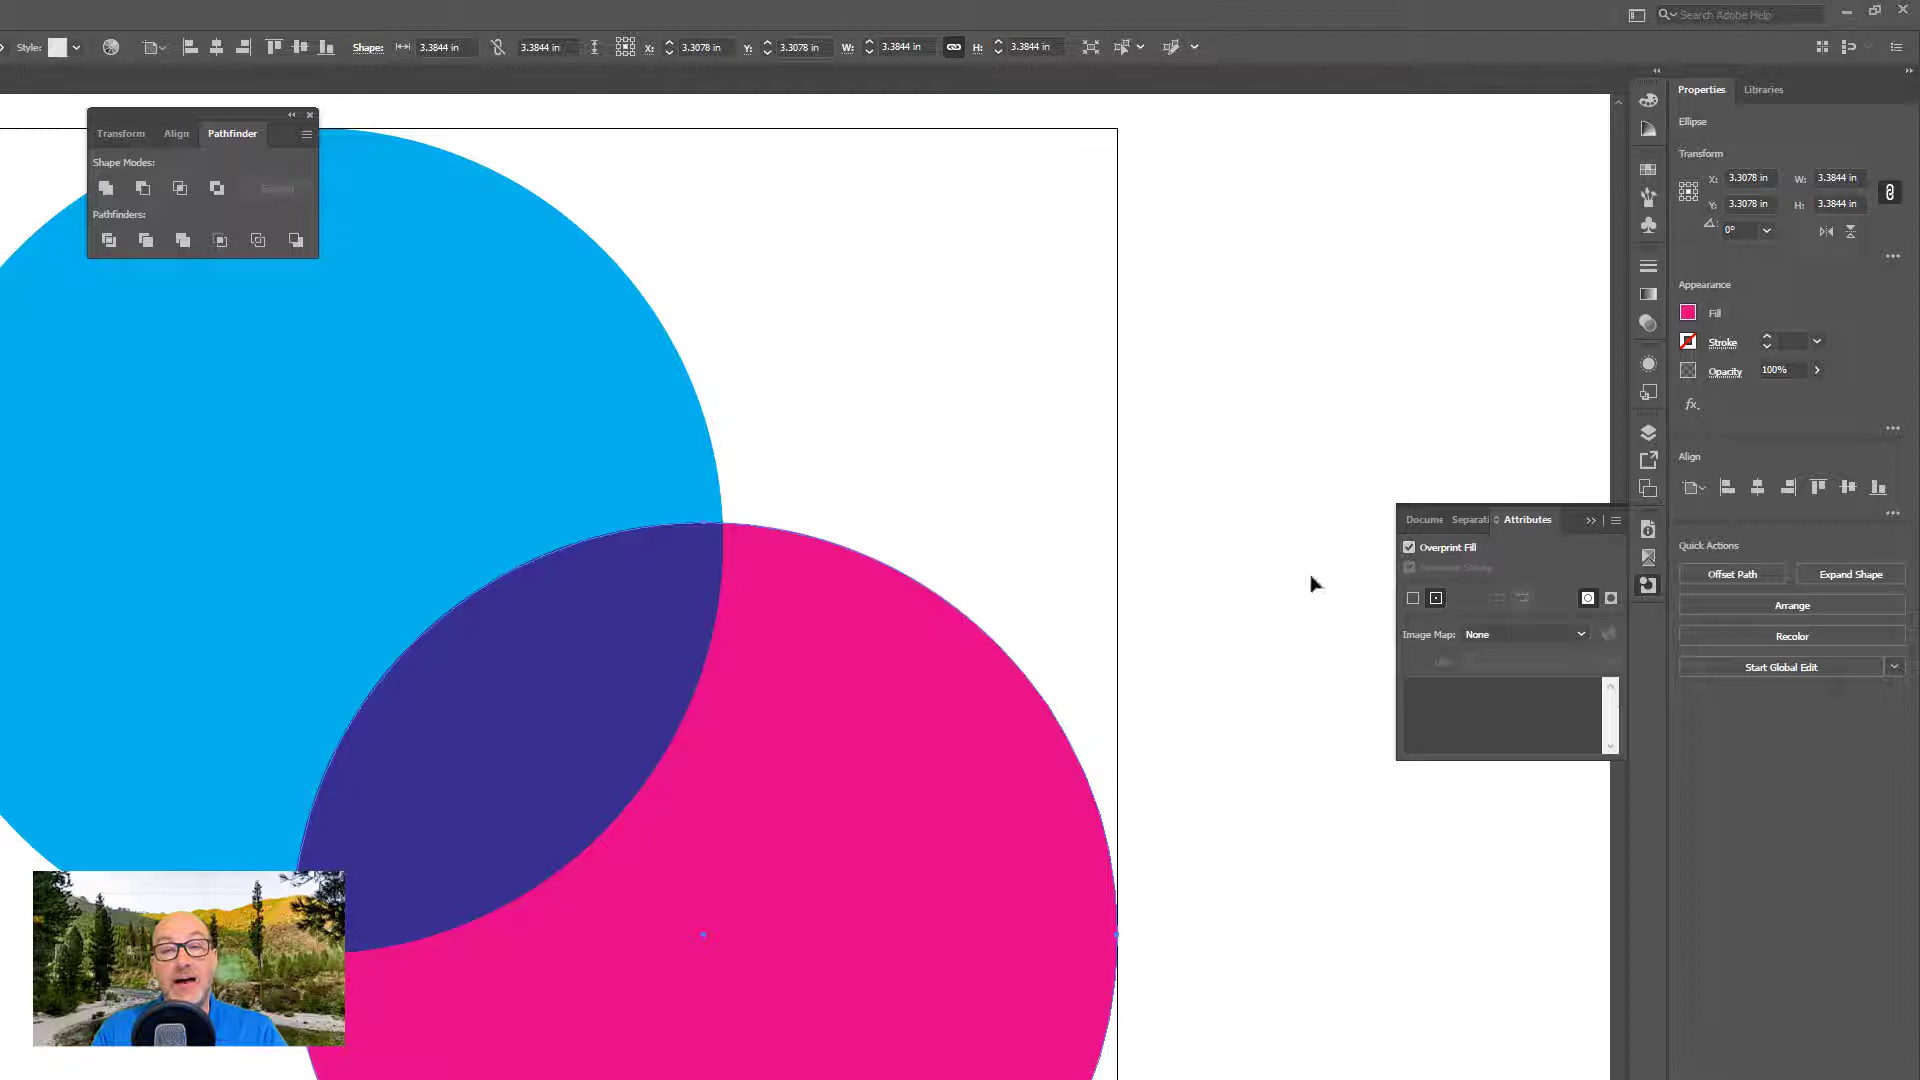 Search Adobe Help
Style:
Shape:
3.3844 in
3.3844 in
X:
3.3078 in
Y:
3.3078 in
W:
3.3844 in
H:
3.3844 in
Properties
Libraries
Ellipse
Transform
X:
3.3078 in
W:
3.3844 in
Y:
3.3078 in
H:
3.3844 in
0°
Appearance
Fill
Stroke
Opacity
100%
fx.
Align
Quick Actions
Offset Path
Expand Shape
Arrange
Recolor
Start Global Edit
Transform
Align
Pathfinder
Shape Modes:
Expand
Pathfinders:
Docume
Separati
Attributes
Overprint Fill
Overprint Stroke
Image Map:
None